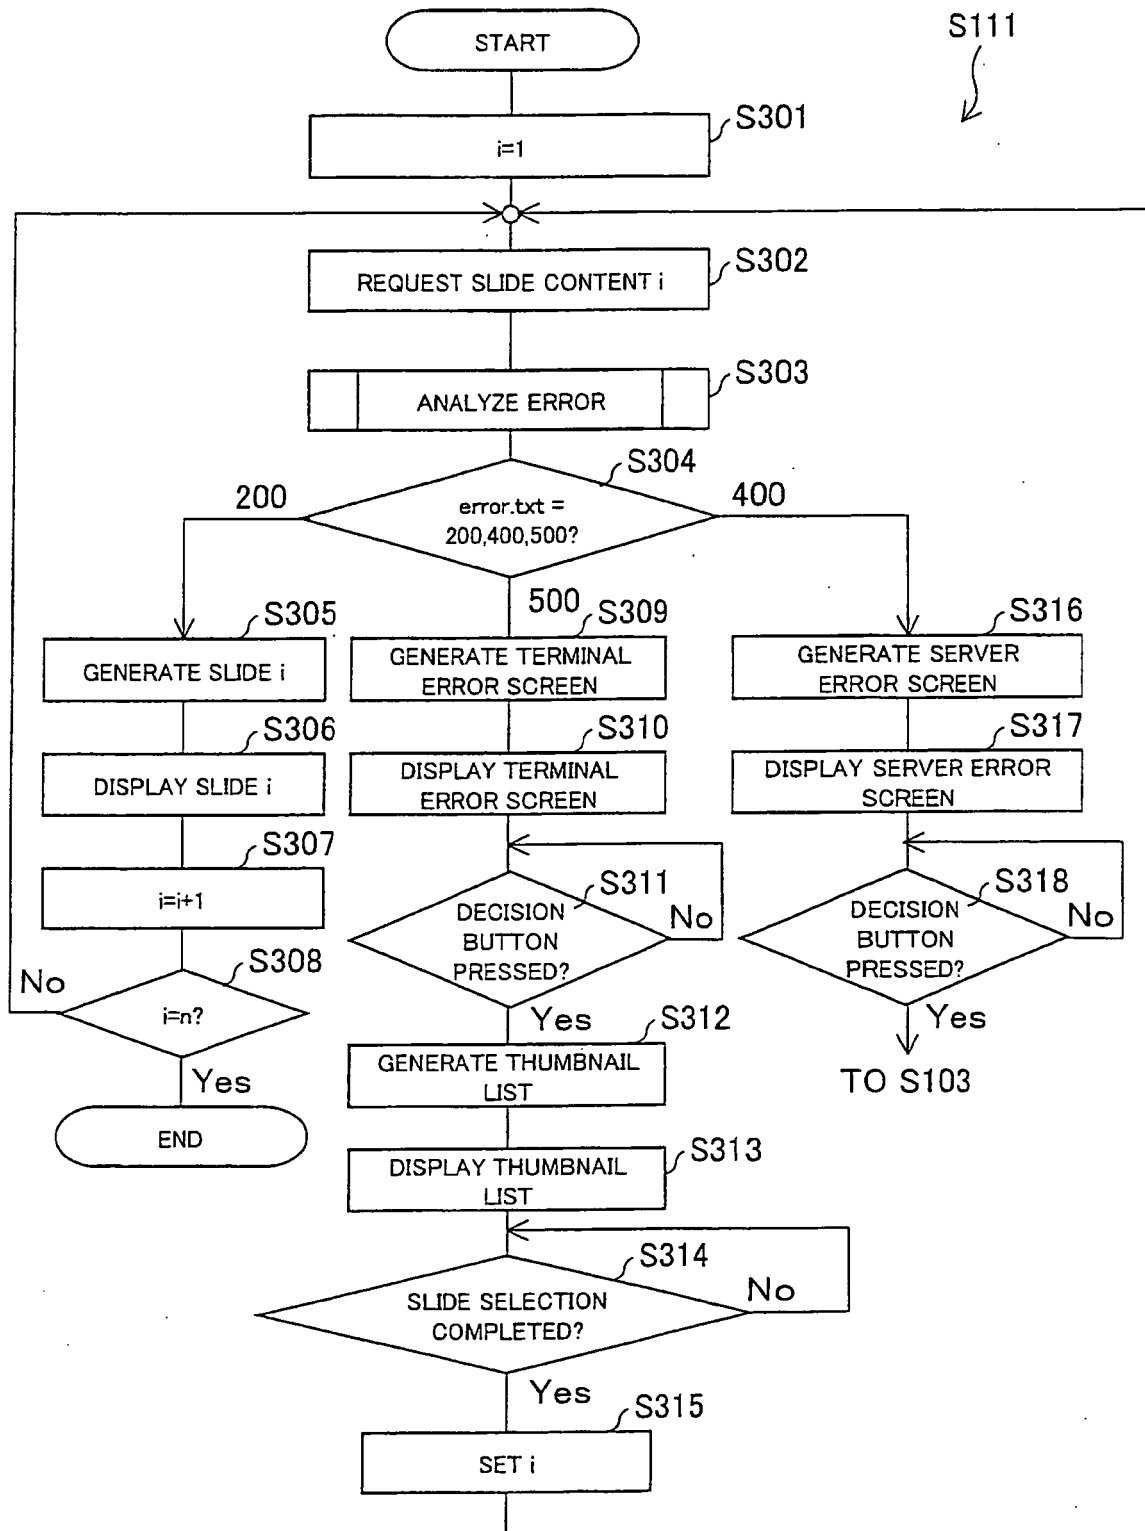 START
S111
S301
i=1
S302
REQUEST SLIDE CONTENT i
S303
ANALYZE ERROR
S304
error.txt =
200,400,500?
200
400
500
S305
GENERATE SLIDE i
S306
DISPLAY SLIDE i
S307
i=i+1
S308
i=n?
No
Yes
END
S309
GENERATE TERMINAL
ERROR SCREEN
S310
DISPLAY TERMINAL
ERROR SCREEN
S311
DECISION
BUTTON
PRESSED?
No
Yes
S312
GENERATE THUMBNAIL
LIST
S313
DISPLAY THUMBNAIL
LIST
S314
SLIDE SELECTION
COMPLETED?
No
Yes
S315
SET i
S316
GENERATE SERVER
ERROR SCREEN
S317
DISPLAY SERVER ERROR
SCREEN
S318
DECISION
BUTTON
PRESSED?
No
Yes
TO S103